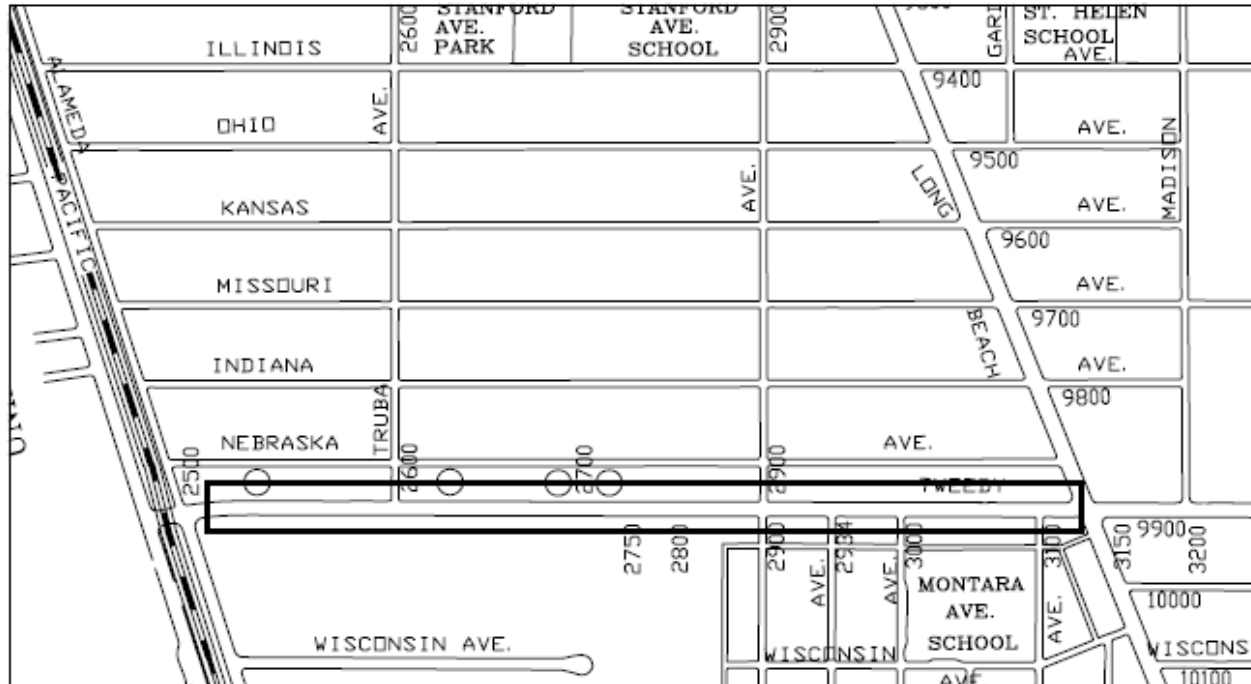 STANFORD
AVE.
PARK
STANFORD
AVE.
SCHOOL
ST. HELEN
SCHOOL
AVE.
2600
2900
GARD
ILLINOIS
9400
ALAMEDA
OHIO
AVE.
AVE.
MADISON
9500
PACIFIC
KANSAS
AVE.
LONG
AVE.
9600
MISSOURI
AVE.
BEACH
9700
INDIANA
AVE.
9800
TRUBA
NEBRASKA
AVE.
2500
2600
2700
2900
TWEEDY
2750
2800
2900
AVE.
2934
AVE.
3000
3100
3150
9900
3200
MONTARA
AVE.
SCHOOL
AVE.
10000
WISCONSIN AVE.
WISCONSIN
AVE
WISCONS
10100